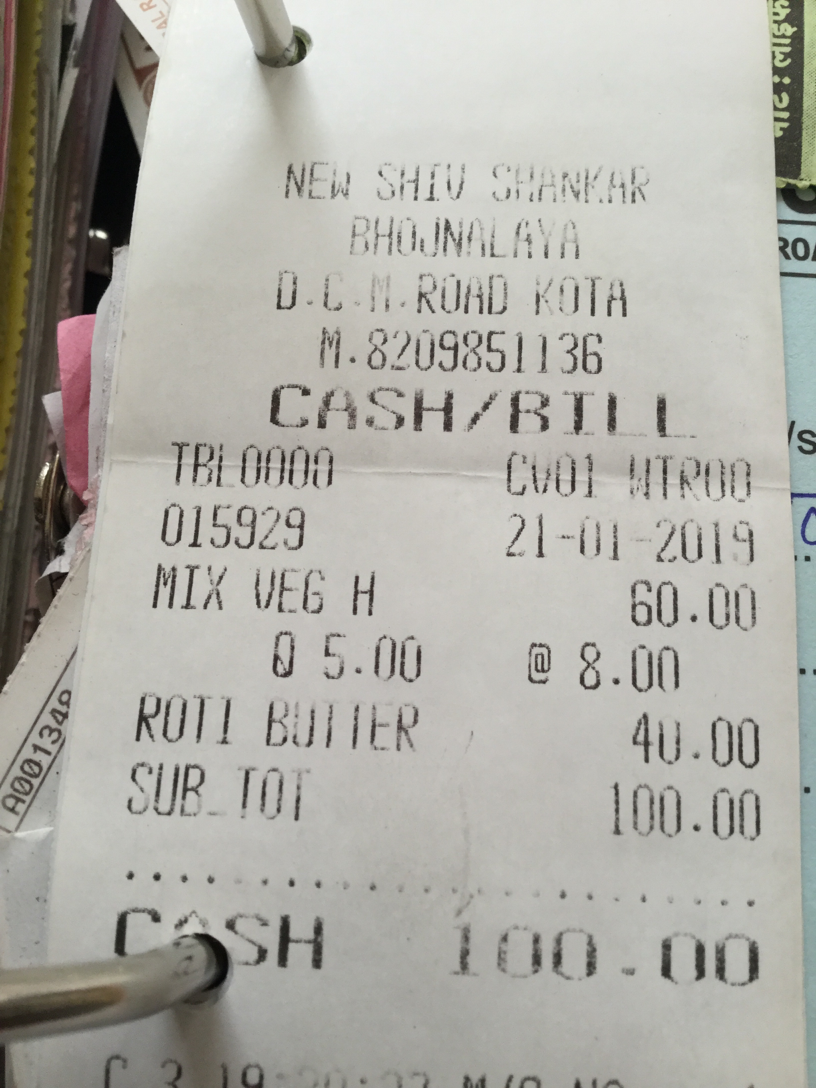 NEW SHIV SHANKAR
BHOJNALAYA
D.C.M.ROAD KOTA
M.8209851136
CASH/BILL
TBL0000 CV01 WTR00
015929 21-01-2019
MIX VEG H 60.00
Q 5.00 @ 8.00
ROTI BUTTER 40.00
SUB_TOT 100.00
CASH 100.00
A001348